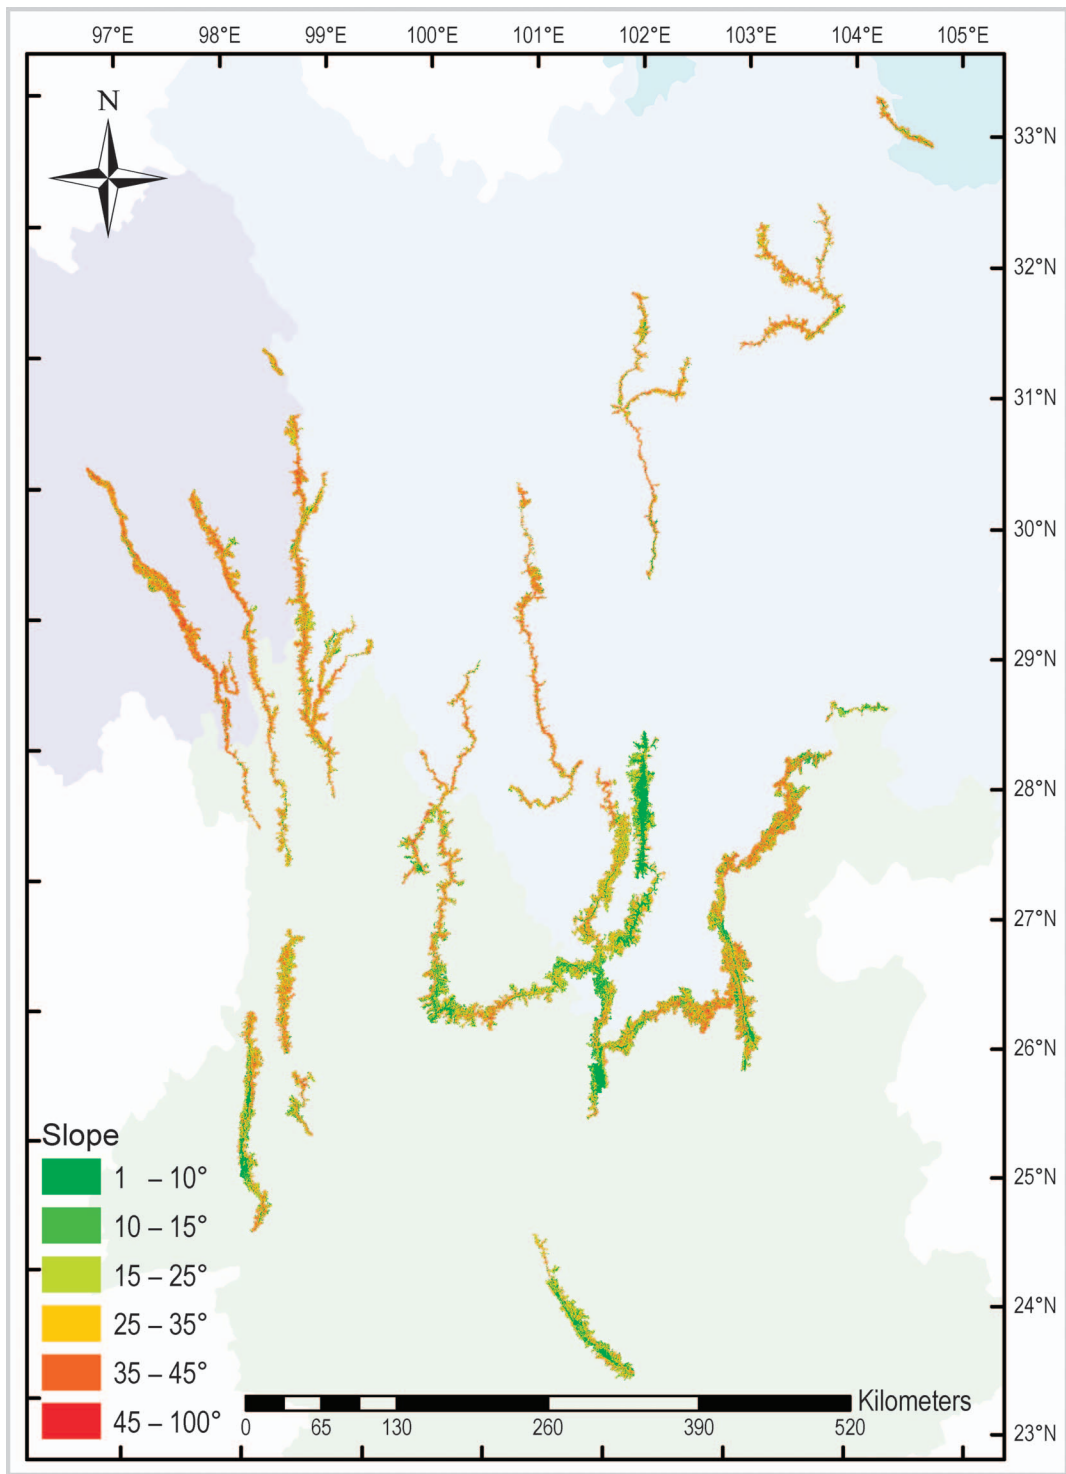 97°E 98°E 99°E 100°E 101°E 102°E 103°E 104°E 105°E
N
33°N
32°N
31°N
30°N
29°N
28°N
27°N
26°N
25°N
24°N
23°N
Slope
1 – 10°
10 – 15°
15 – 25°
25 – 35°
35 – 45°
45 – 100°
Kilometers
0 65 130 260 390 520